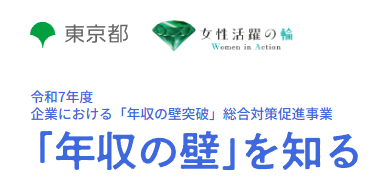 東京都
女性活躍の輪
Women in Action
令和7年度
企業における「年収の壁突破」総合対策促進事業
「年収の壁」を知る